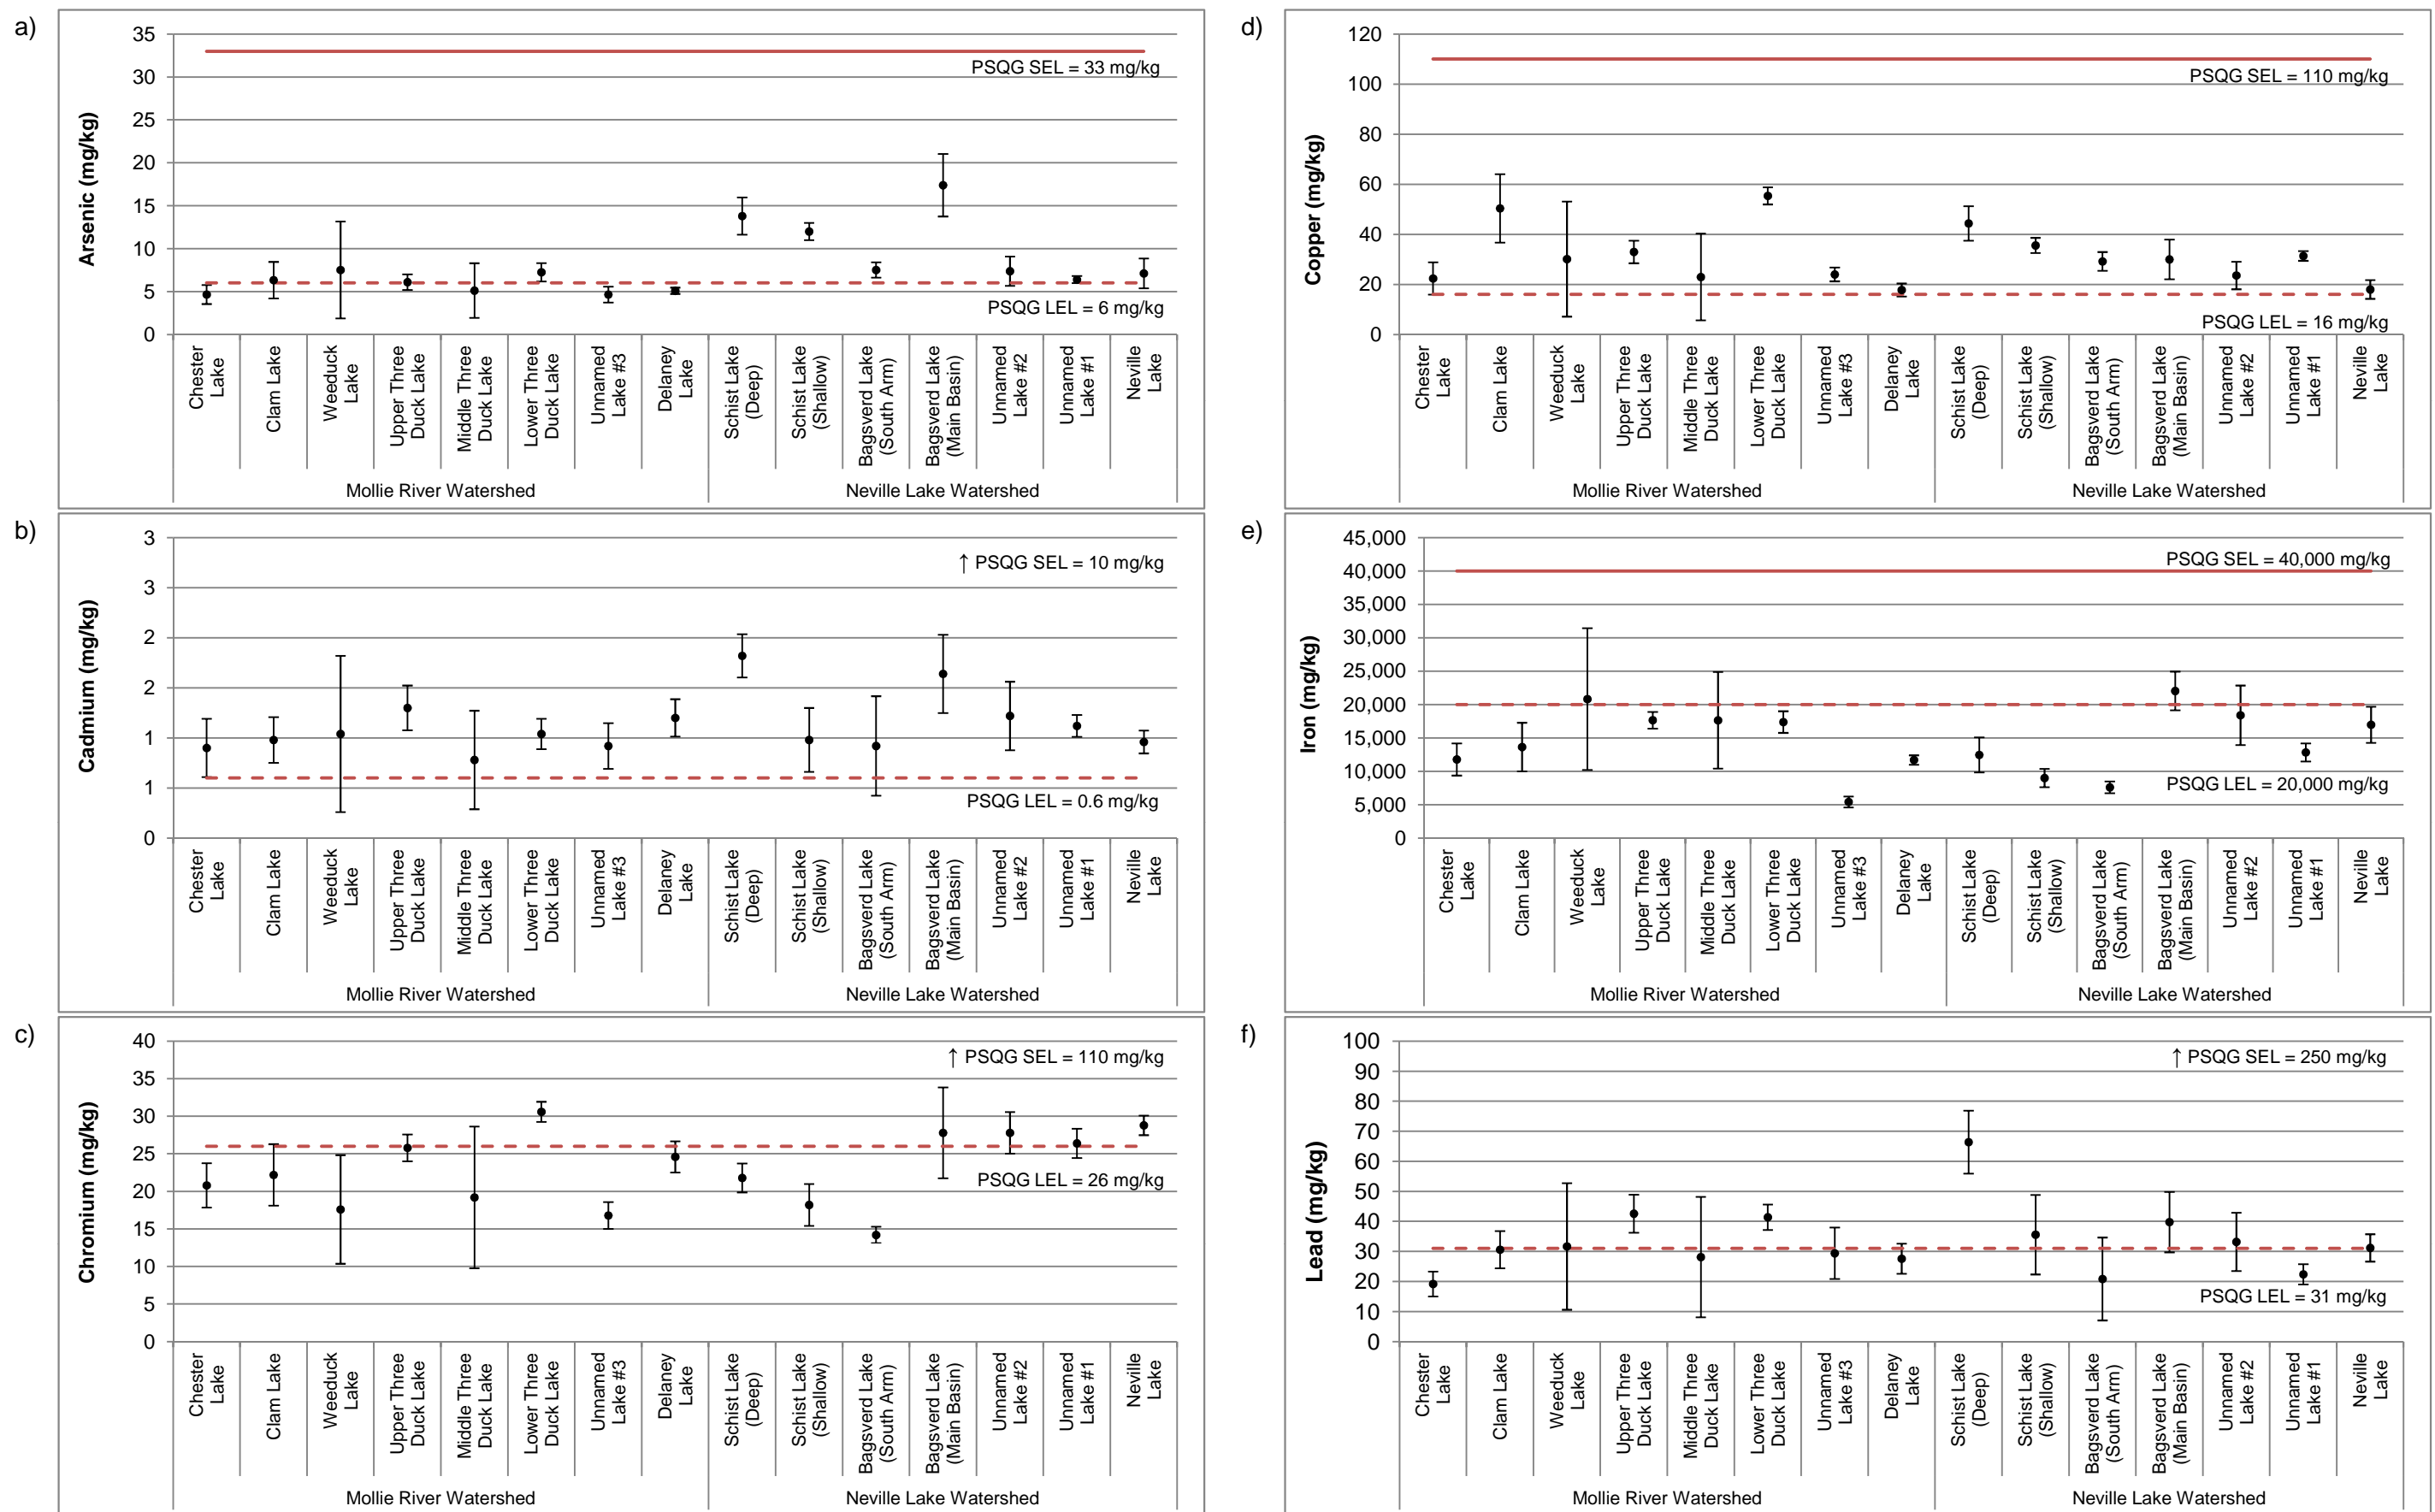 a)
Arsenic (mg/kg)
35
30
25
20
15
10
5
0
PSQG SEL = 33 mg/kg
PSQG LEL = 6 mg/kg
Chester
Lake
Clam Lake
Weeduck
Lake
Upper Three
Duck Lake
Middle Three
Duck Lake
Lower Three
Duck Lake
Unnamed
Lake #3
Delaney
Lake
Schist Lake
(Deep)
Schist Lake
(Shallow)
Bagsverd Lake
(South Arm)
Bagsverd Lake
(Main Basin)
Unnamed
Lake #2
Unnamed
Lake #1
Neville
Lake
Mollie River Watershed
Neville Lake Watershed
b)
Cadmium (mg/kg)
3
3
2
2
1
1
0
↑ PSQG SEL = 10 mg/kg
PSQG LEL = 0.6 mg/kg
Chester
Lake
Clam Lake
Weeduck
Lake
Upper Three
Duck Lake
Middle Three
Duck Lake
Lower Three
Duck Lake
Unnamed
Lake #3
Delaney
Lake
Schist Lake
(Deep)
Schist Lake
(Shallow)
Bagsverd Lake
(South Arm)
Bagsverd Lake
(Main Basin)
Unnamed
Lake #2
Unnamed
Lake #1
Neville
Lake
Mollie River Watershed
Neville Lake Watershed
c)
Chromium (mg/kg)
40
35
30
25
20
15
10
5
0
↑ PSQG SEL = 110 mg/kg
PSQG LEL = 26 mg/kg
Chester
Lake
Clam Lake
Weeduck
Lake
Upper Three
Duck Lake
Middle Three
Duck Lake
Lower Three
Duck Lake
Unnamed
Lake #3
Delaney
Lake
Schist Lake
(Deep)
Schist Lake
(Shallow)
Bagsverd Lake
(South Arm)
Bagsverd Lake
(Main Basin)
Unnamed
Lake #2
Unnamed
Lake #1
Neville
Lake
Mollie River Watershed
Neville Lake Watershed
d)
Copper (mg/kg)
120
100
80
60
40
20
0
PSQG SEL = 110 mg/kg
PSQG LEL = 16 mg/kg
Chester
Lake
Clam Lake
Weeduck
Lake
Upper Three
Duck Lake
Middle Three
Duck Lake
Lower Three
Duck Lake
Unnamed
Lake #3
Delaney
Lake
Schist Lake
(Deep)
Schist Lake
(Shallow)
Bagsverd Lake
(South Arm)
Bagsverd Lake
(Main Basin)
Unnamed
Lake #2
Unnamed
Lake #1
Neville
Lake
Mollie River Watershed
Neville Lake Watershed
e)
Iron (mg/kg)
45,000
40,000
35,000
30,000
25,000
20,000
15,000
10,000
5,000
0
PSQG SEL = 40,000 mg/kg
PSQG LEL = 20,000 mg/kg
Chester
Lake
Clam Lake
Weeduck
Lake
Upper Three
Duck Lake
Middle Three
Duck Lake
Lower Three
Duck Lake
Unnamed
Lake #3
Delaney
Lake
Schist Lake
(Deep)
Schist Lake
(Shallow)
Bagsverd Lake
(South Arm)
Bagsverd Lake
(Main Basin)
Unnamed
Lake #2
Unnamed
Lake #1
Neville
Lake
Mollie River Watershed
Neville Lake Watershed
f)
Lead (mg/kg)
100
90
80
70
60
50
40
30
20
10
0
↑ PSQG SEL = 250 mg/kg
PSQG LEL = 31 mg/kg
Chester
Lake
Clam Lake
Weeduck
Lake
Upper Three
Duck Lake
Middle Three
Duck Lake
Lower Three
Duck Lake
Unnamed
Lake #3
Delaney
Lake
Schist Lake
(Deep)
Schist Lake
(Shallow)
Bagsverd Lake
(South Arm)
Bagsverd Lake
(Main Basin)
Unnamed
Lake #2
Unnamed
Lake #1
Neville
Lake
Mollie River Watershed
Neville Lake Watershed